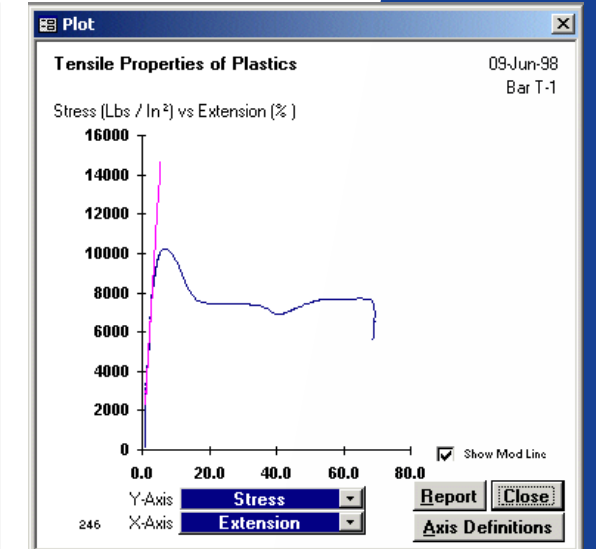 Plot
Tensile Properties of Plastics
09-Jun-98
Bar T-1
Stress (Lbs / In²) vs Extension (% )
16000
14000
12000
10000
8000
6000
4000
2000
0
0.0 20.0 40.0 60.0 80.0
Show Mod Line
Y-Axis Stress
Report Close
246 X-Axis Extension
Axis Definitions